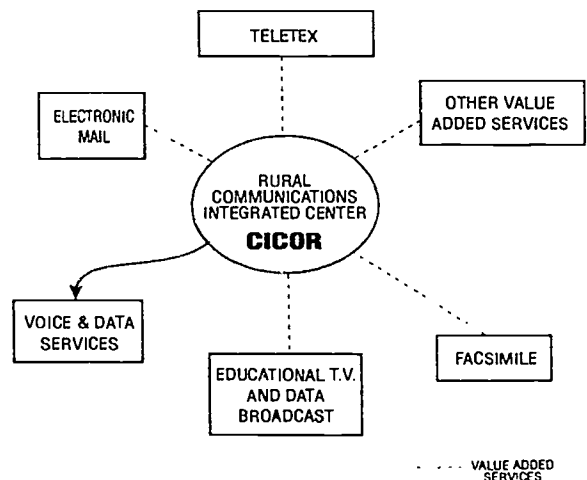 TELETEX
ELECTRONIC
MAIL
OTHER VALUE
ADDED SERVICES
RURAL
COMMUNICATIONS
INTEGRATED CENTER
CICOR
VOICE & DATA
SERVICES
EDUCATIONAL T.V.
AND DATA
BROADCAST
FACSIMILE
VALUE ADDED
SERVICES